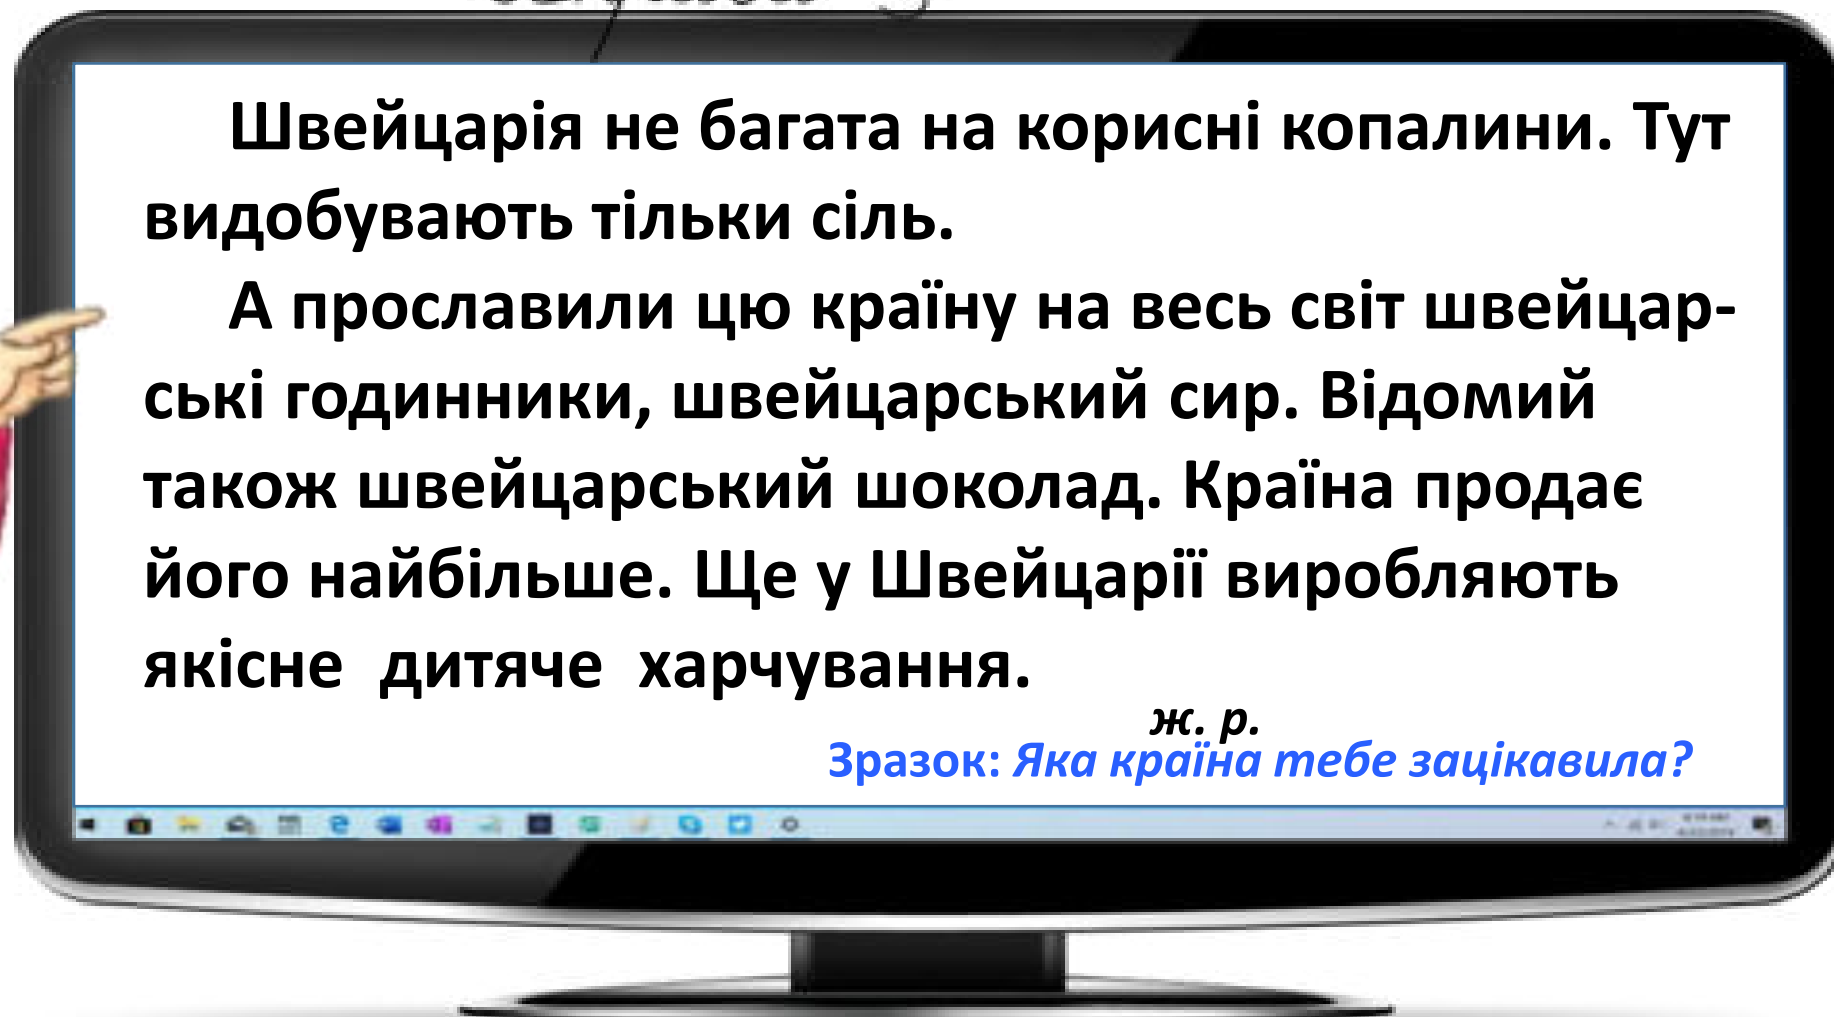 Швейцарія не багата на корисні копалини. Тут
видобувають тільки сіль.
А прославили цю країну на весь світ швейцар-
ські годинники, швейцарський сир. Відомий
також швейцарський шоколад. Країна продає
його найбільше. Ще у Швейцарії виробляють
якісне дитяче харчування.
ж. р.
Зразок: Яка країна тебе зацікавила?